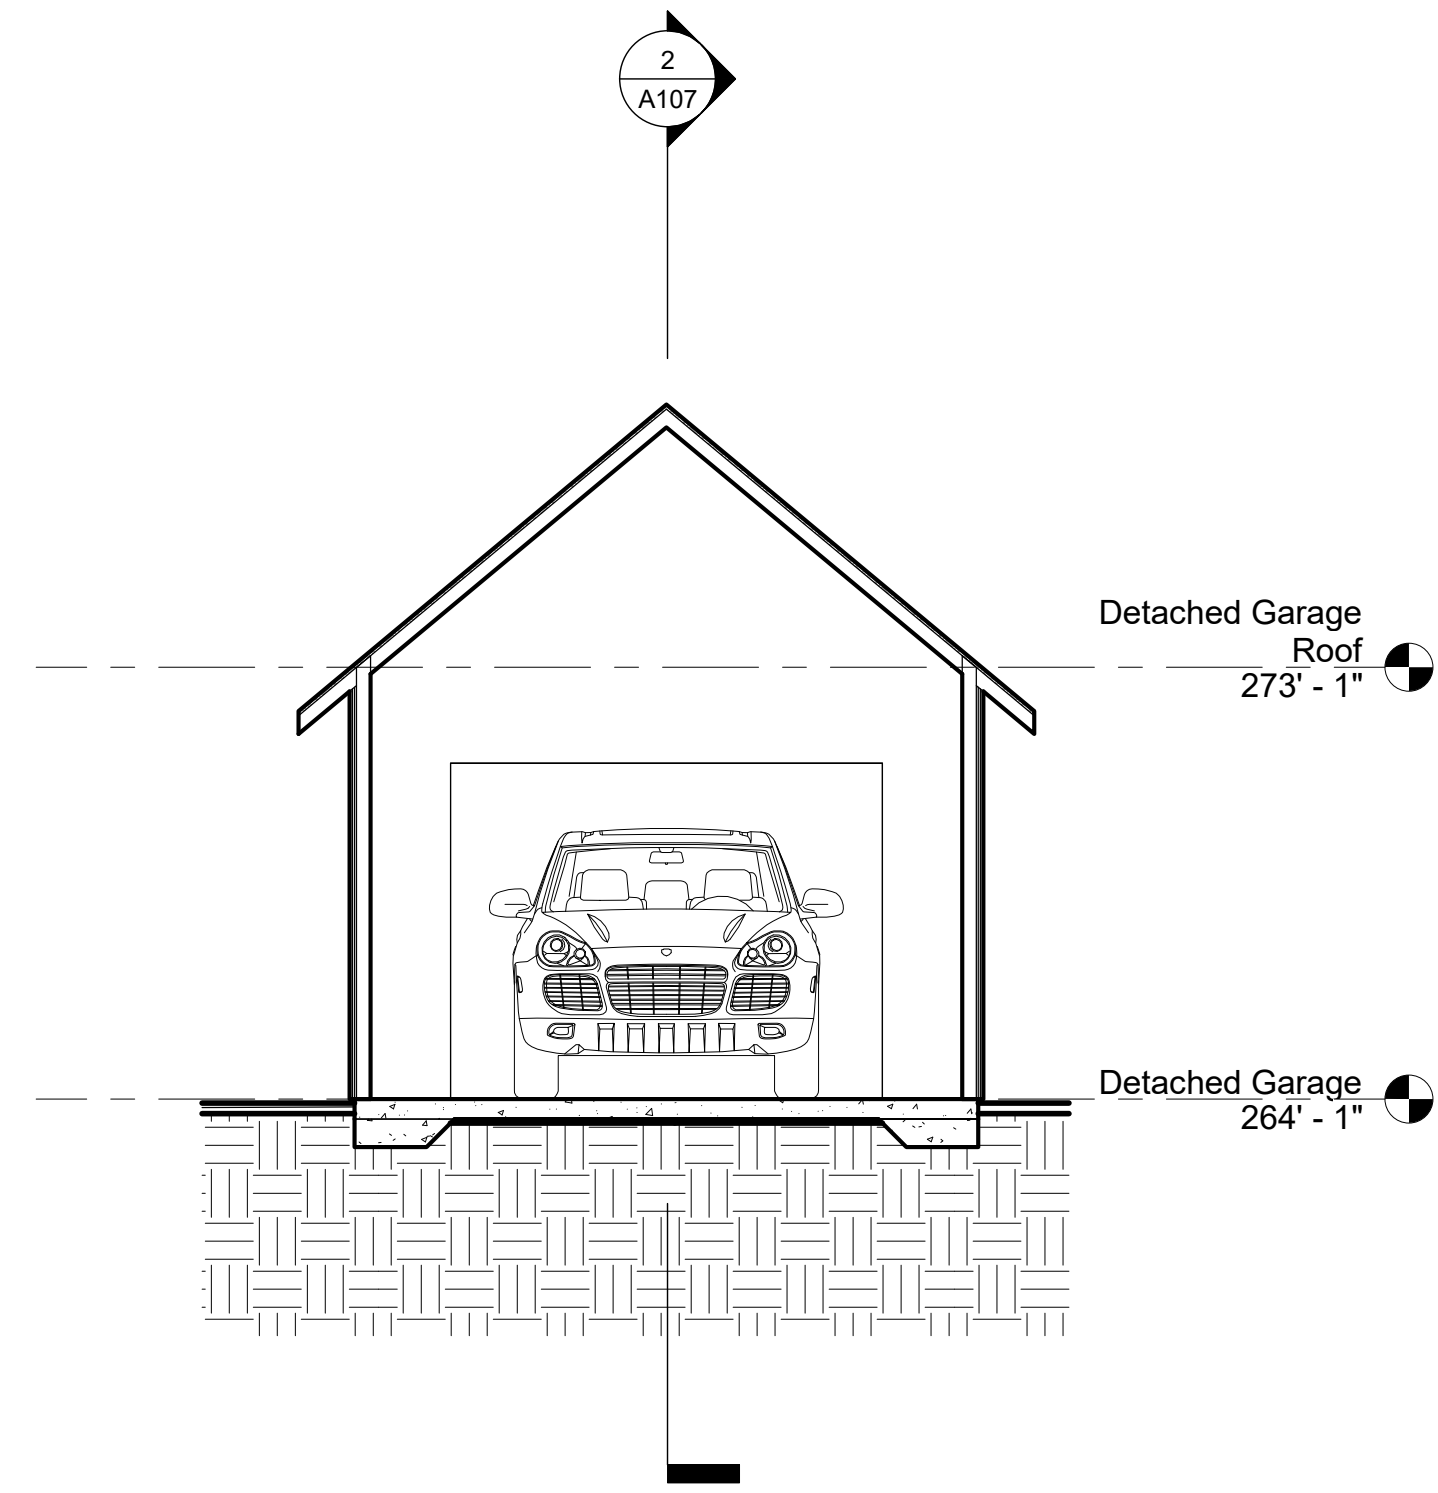 2
A107
Detached Garage
Roof
273' - 1"
Detached Garage
264' - 1"